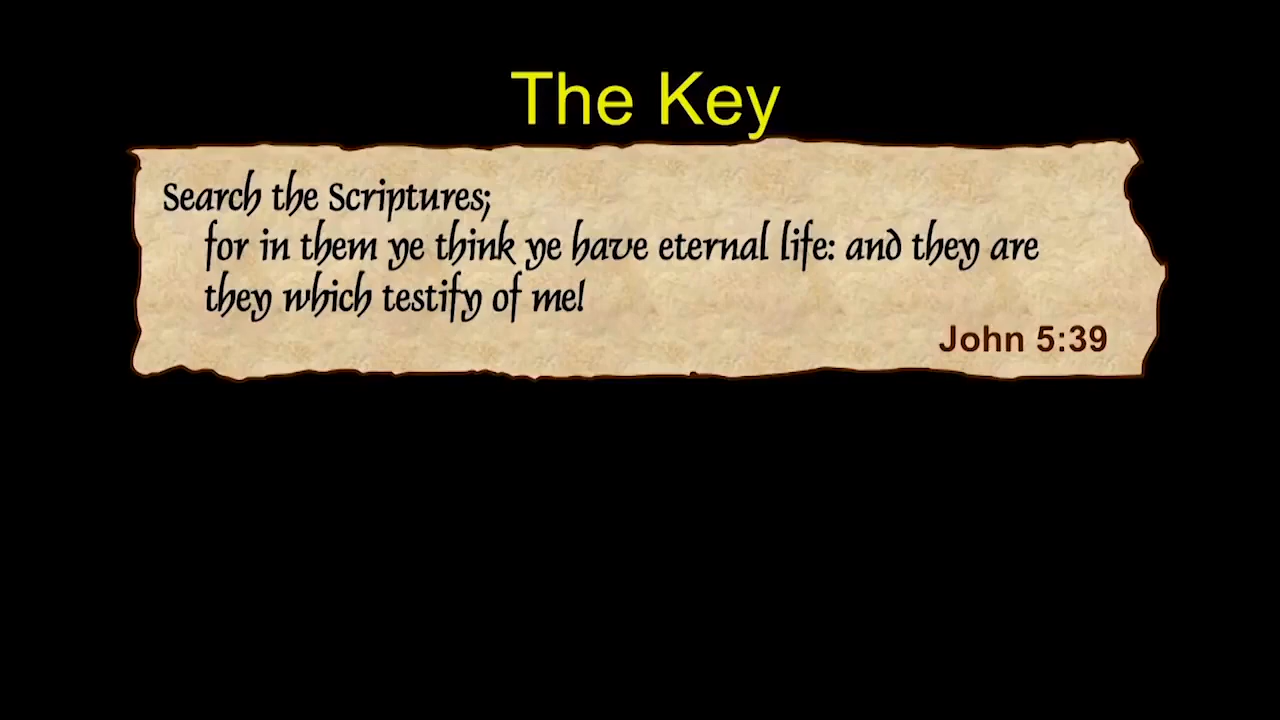 The Key
Search the Scriptures;
for in them ye think ye have eternal life: and they are
they which testify of me!
John 5:39